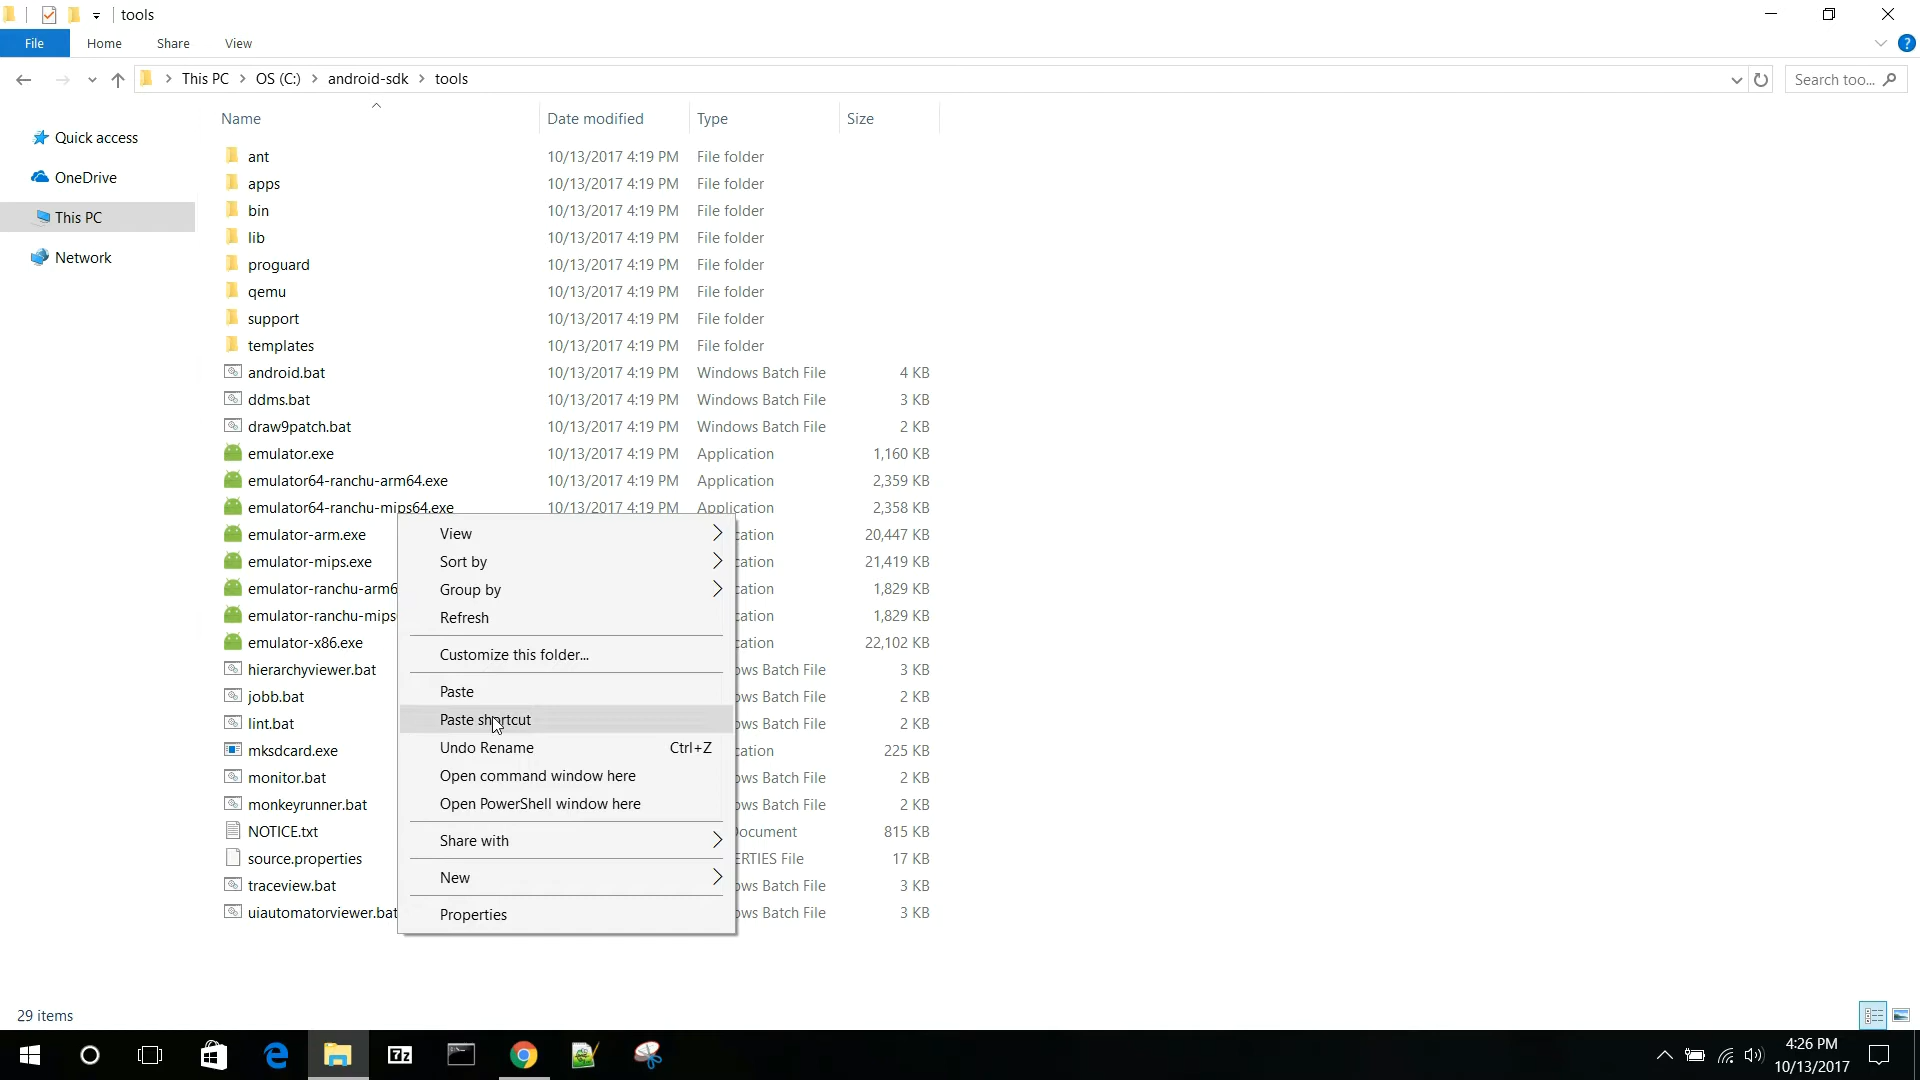 tools
File Home Share View
This PC OS (C:) android-sdk tools Search too...
Name Date modified Type Size
Quick access
OneDrive
This PC
Network
ant 10/13/2017 4:19 PM File folder
apps 10/13/2017 4:19 PM File folder
bin 10/13/2017 4:19 PM File folder
lib 10/13/2017 4:19 PM File folder
proguard 10/13/2017 4:19 PM File folder
qemu 10/13/2017 4:19 PM File folder
support 10/13/2017 4:19 PM File folder
templates 10/13/2017 4:19 PM File folder
android.bat 10/13/2017 4:19 PM Windows Batch File 4 KB
ddms.bat 10/13/2017 4:19 PM Windows Batch File 3 KB
draw9patch.bat 10/13/2017 4:19 PM Windows Batch File 2 KB
emulator.exe 10/13/2017 4:19 PM Application 1,160 KB
emulator64-ranchu-arm64.exe 10/13/2017 4:19 PM Application 2,359 KB
emulator64-ranchu-mips64.exe 10/13/2017 4:19 PM Application 2,358 KB
emulator-arm.exe cation 20,447 KB
emulator-mips.exe cation 21,419 KB
emulator-ranchu-arm6 cation 1,829 KB
emulator-ranchu-mips cation 1,829 KB
emulator-x86.exe cation 22,102 KB
hierarchyviewer.bat ows Batch File 3 KB
jobb.bat ows Batch File 2 KB
lint.bat ows Batch File 2 KB
mksdcard.exe cation 225 KB
monitor.bat ows Batch File 2 KB
monkeyrunner.bat ows Batch File 2 KB
NOTICE.txt Document 815 KB
source.properties ERTIES File 17 KB
traceview.bat ows Batch File 3 KB
uiautomatorviewer.bat ows Batch File 3 KB
View
Sort by
Group by
Refresh
Customize this folder...
Paste
Paste shortcut
Undo Rename Ctrl+Z
Open command window here
Open PowerShell window here
Share with
New
Properties
29 items
7z
4:26 PM
10/13/2017